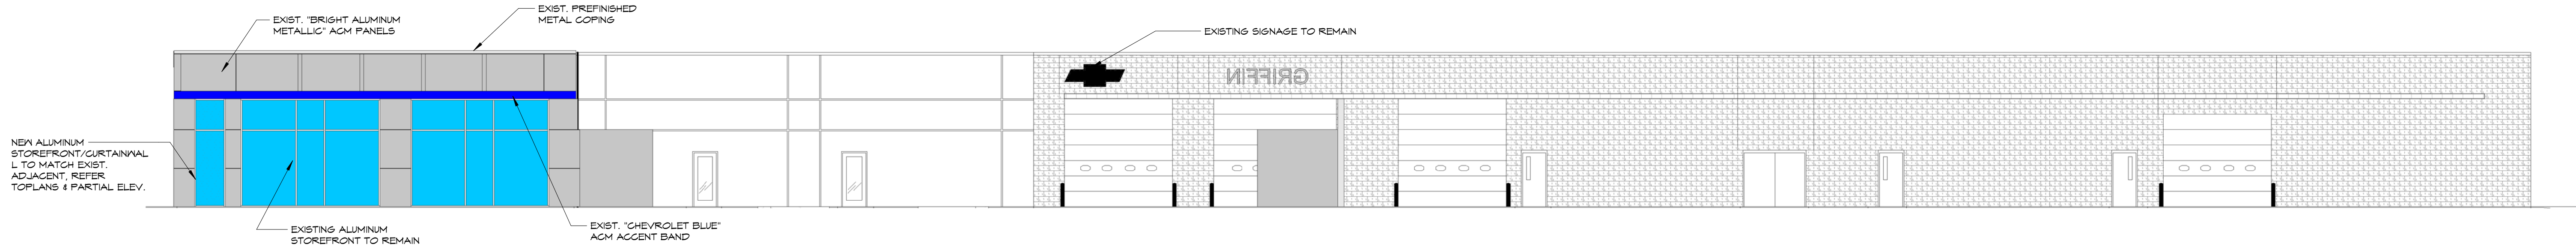 EXIST. "BRIGHT ALUMINUM
METALLIC" ACM PANELS
EXIST. PREFINISHED
METAL COPING
EXISTING SIGNAGE TO REMAIN
GRIFFIN
NEW ALUMINUM
STOREFRONT/CURTAINWAL
L TO MATCH EXIST.
ADJACENT, REFER
TOPLANS & PARTIAL ELEV.
EXISTING ALUMINUM
STOREFRONT TO REMAIN
EXIST. "CHEVROLET BLUE"
ACM ACCENT BAND